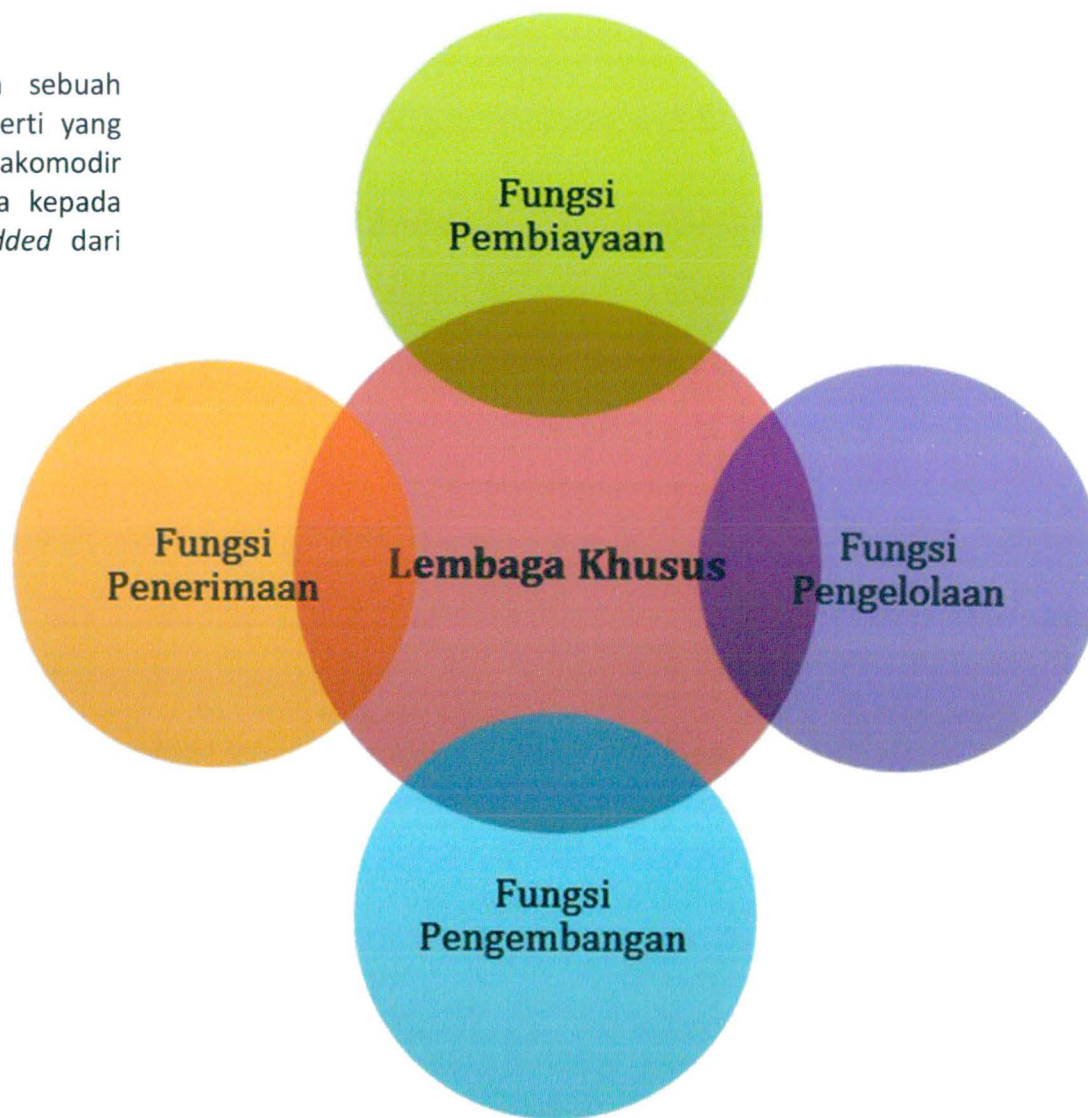 sebuah
erti yang
akomodir
a kepada
dded dari
Fungsi
Pembiayaan
Fungsi
Penerimaan
Lembaga Khusus
Fungsi
Pengelolaan
Fungsi
Pengembangan